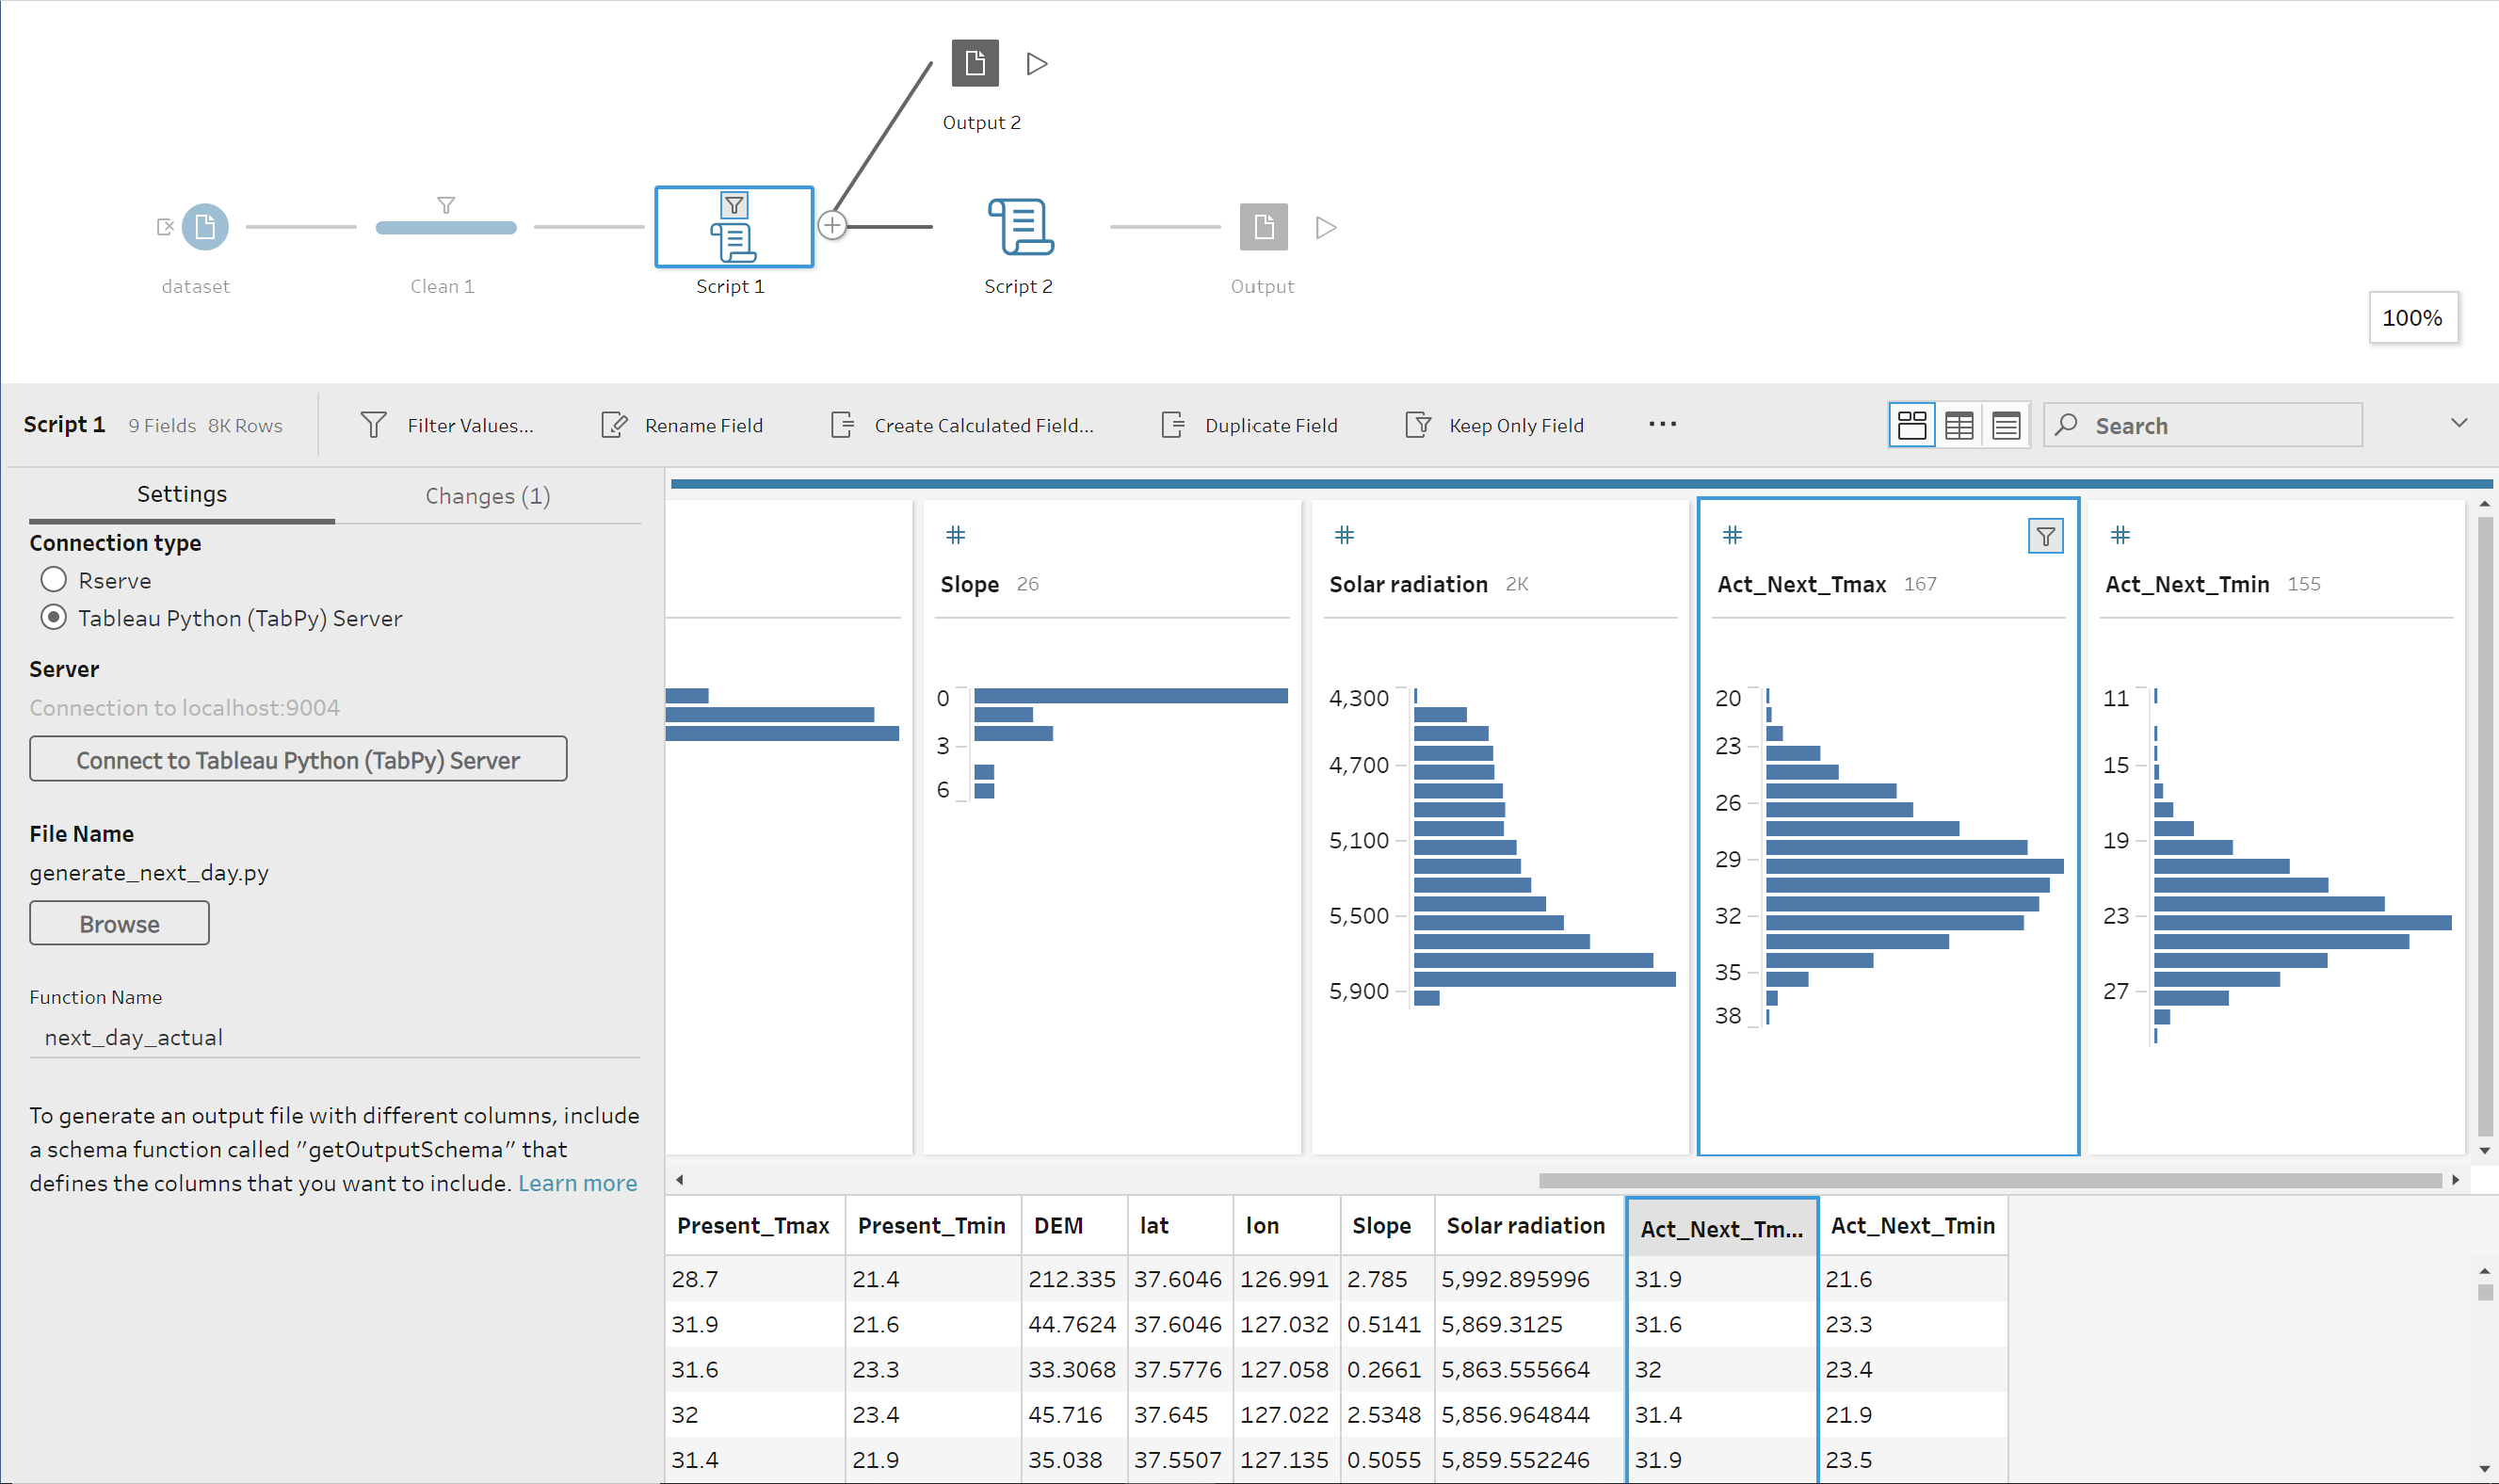 Output 2
dataset
Clean 1
Script 1
Script 2
Output
100%
Script 1 9 Fields 8K Rows
Filter Values...
Rename Field
Create Calculated Field...
Duplicate Field
Keep Only Field
Search
Settings
Changes (1)
Connection type
Rserve
Tableau Python (TabPy) Server
Server
Connection to localhost:9004
Connect to Tableau Python (TabPy) Server
File Name
generate_next_day.py
Browse
Function Name
next_day_actual
To generate an output file with different columns, include
a schema function called "getOutputSchema" that
defines the columns that you want to include. Learn more
Slope 26
0
3
6
Solar radiation 2K
4,300
4,700
5,100
5,500
5,900
Act_Next_Tmax 167
20
23
26
29
32
35
38
Act_Next_Tmin 155
11
15
19
23
27
Present_Tmax Present_Tmin DEM lat lon Slope Solar radiation Act_Next_Tm... Act_Next_Tmin
28.7 21.4 212.335 37.6046 126.991 2.785 5,992.895996 31.9 21.6
31.9 21.6 44.7624 37.6046 127.032 0.5141 5,869.3125 31.6 23.3
31.6 23.3 33.3068 37.5776 127.058 0.2661 5,863.555664 32 23.4
32 23.4 45.716 37.645 127.022 2.5348 5,856.964844 31.4 21.9
31.4 21.9 35.038 37.5507 127.135 0.5055 5,859.552246 31.9 23.5